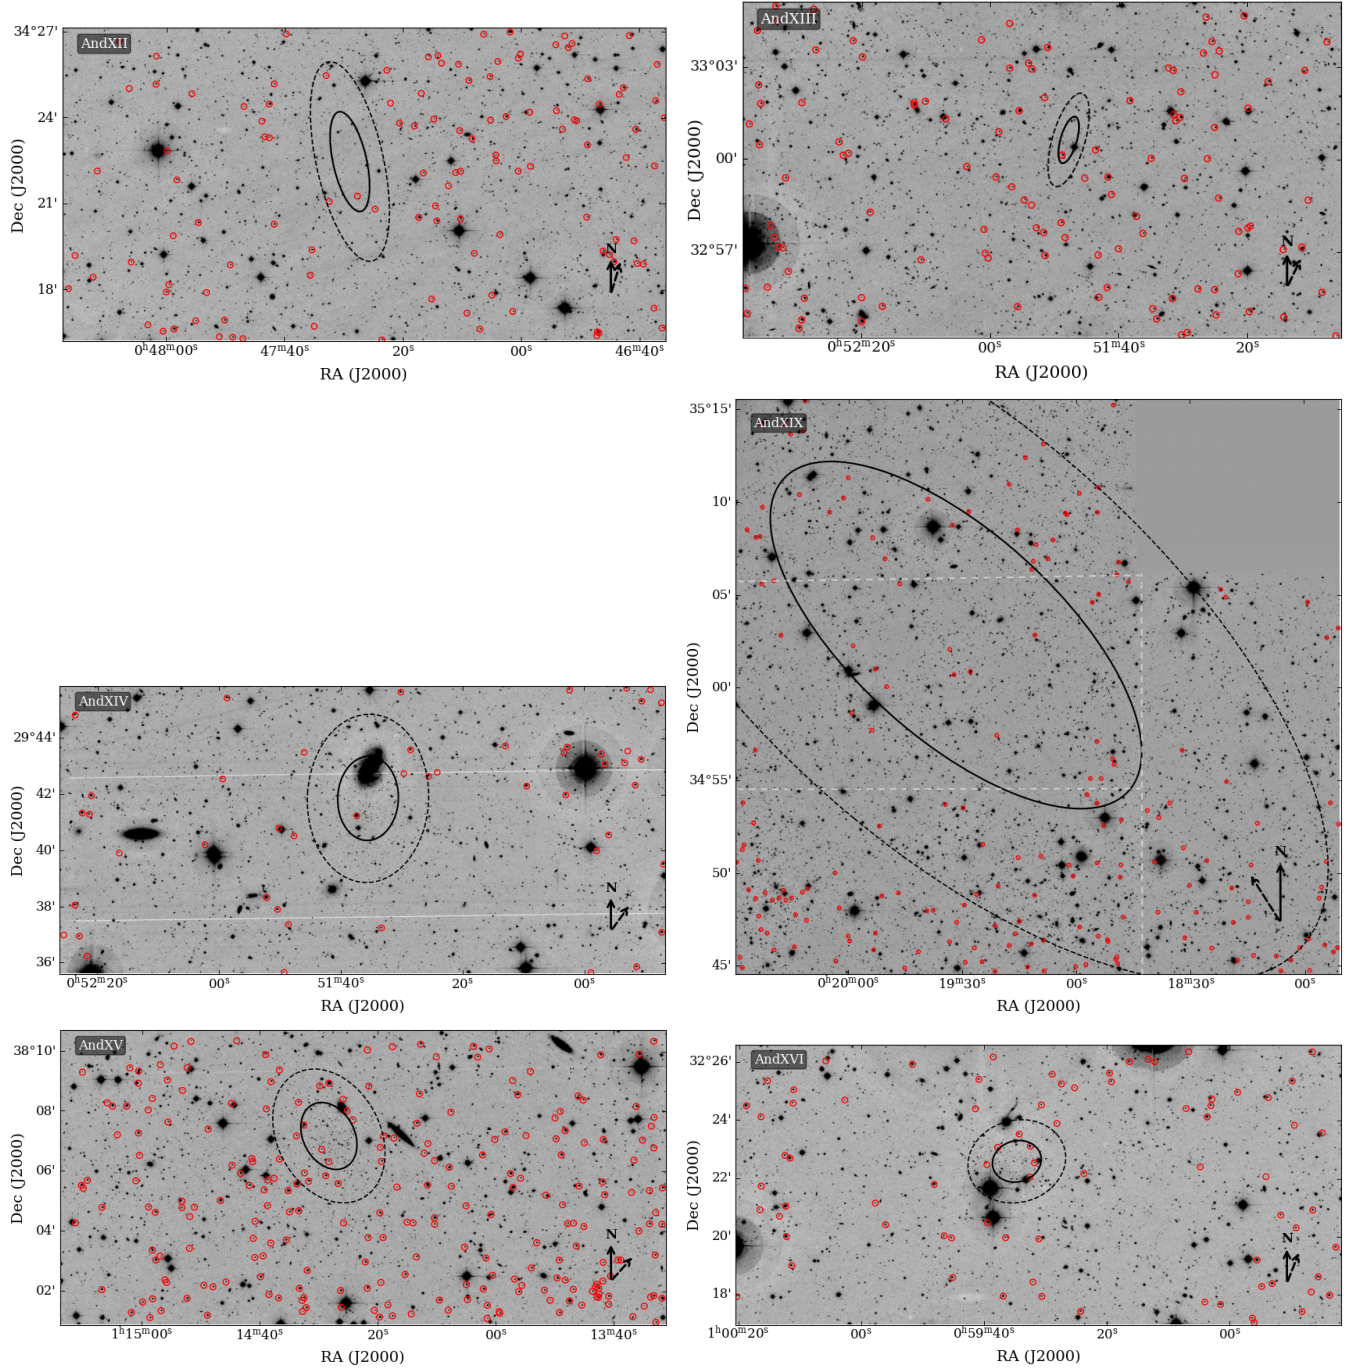 AndXII
34°27'
24'
21'
18'
Dec (J2000)
N
0ʰ48ᵐ00ˢ
47ᵐ40ˢ
20ˢ
00ˢ
46ᵐ40ˢ
RA (J2000)
AndXIII
33°03'
00'
32°57'
Dec (J2000)
N
0ʰ52ᵐ20ˢ
00ˢ
51ᵐ40ˢ
20ˢ
RA (J2000)
AndXIX
35°15'
10'
05'
00'
34°55'
50'
45'
Dec (J2000)
N
0ʰ20ᵐ00ˢ
19ᵐ30ˢ
00ˢ
18ᵐ30ˢ
00ˢ
RA (J2000)
AndXIV
29°44'
42'
40'
38'
36'
Dec (J2000)
N
0ʰ52ᵐ20ˢ
00ˢ
51ᵐ40ˢ
20ˢ
00ˢ
RA (J2000)
AndXV
38°10'
08'
06'
04'
02'
Dec (J2000)
N
1ʰ15ᵐ00ˢ
14ᵐ40ˢ
20ˢ
00ˢ
13ᵐ40ˢ
RA (J2000)
AndXVI
32°26'
24'
22'
20'
18'
Dec (J2000)
N
1ʰ00ᵐ20ˢ
00ˢ
0ʰ59ᵐ40ˢ
20ˢ
00ˢ
RA (J2000)